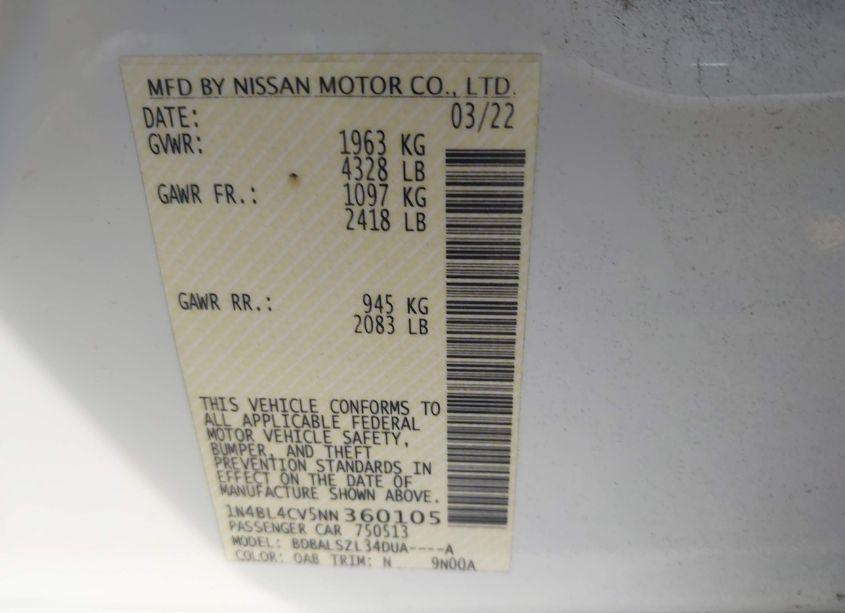 MFD BY NISSAN MOTOR CO., LTD.
DATE: 03/22
GVWR: 1963 KG
4328 LB
GAWR FR.: 1097 KG
2418 LB
GAWR RR.: 945 KG
2083 LB
THIS VEHICLE CONFORMS TO
ALL APPLICABLE FEDERAL
MOTOR VEHICLE SAFETY,
BUMPER, AND THEFT
PREVENTION STANDARDS IN
EFFECT ON THE DATE OF
MANUFACTURE SHOWN ABOVE.
1N4BL4CV5NN360105
PASSENGER CAR 750513
MODEL: BDBALSZL34DUA----A
COLOR: QAB TRIM: N 9N00A